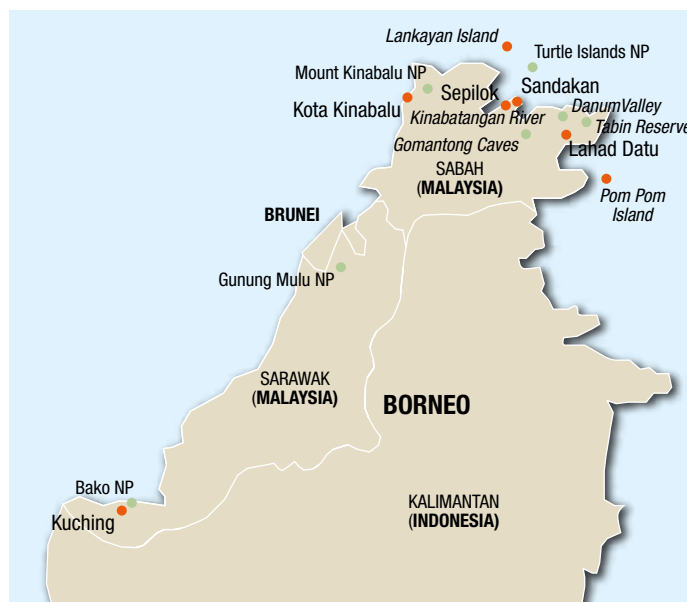 Lankayan Island
Turtle Islands NP
Mount Kinabalu NP
Sepilok
Sandakan
Kota Kinabalu
Kinabatangan River
DanumValley
Tabin Reserve
Gomantong Caves
Lahad Datu
SABAH
(MALAYSIA)
Pom Pom
Island
BRUNEI
Gunung Mulu NP
SARAWAK
(MALAYSIA)
BORNEO
Bako NP
Kuching
KALIMANTAN
(INDONESIA)